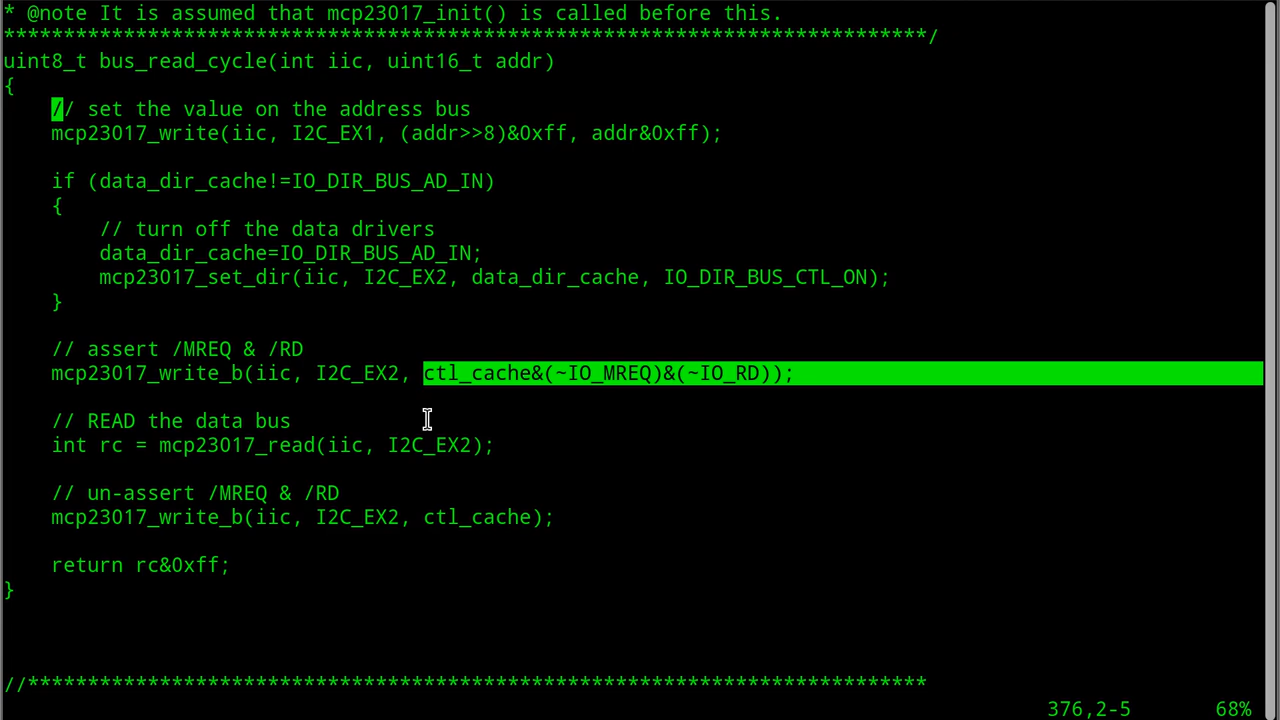 * @note It is assumed that mcp23017_init() is called before this.
*****************************************************************************/
uint8_t bus_read_cycle(int iic, uint16_t addr)
{
    // set the value on the address bus
    mcp23017_write(iic, I2C_EX1, (addr>>8)&0xff, addr&0xff);

    if (data_dir_cache!=IO_DIR_BUS_AD_IN)
    {
        // turn off the data drivers
        data_dir_cache=IO_DIR_BUS_AD_IN;
        mcp23017_set_dir(iic, I2C_EX2, data_dir_cache, IO_DIR_BUS_CTL_ON);
    }

    // assert /MREQ & /RD
    mcp23017_write_b(iic, I2C_EX2, ctl_cache&(~IO_MREQ)&(~IO_RD));

    // READ the data bus
    int rc = mcp23017_read(iic, I2C_EX2);

    // un-assert /MREQ & /RD
    mcp23017_write_b(iic, I2C_EX2, ctl_cache);

    return rc&0xff;
}

//***************************************************************************
376,2-5 68%